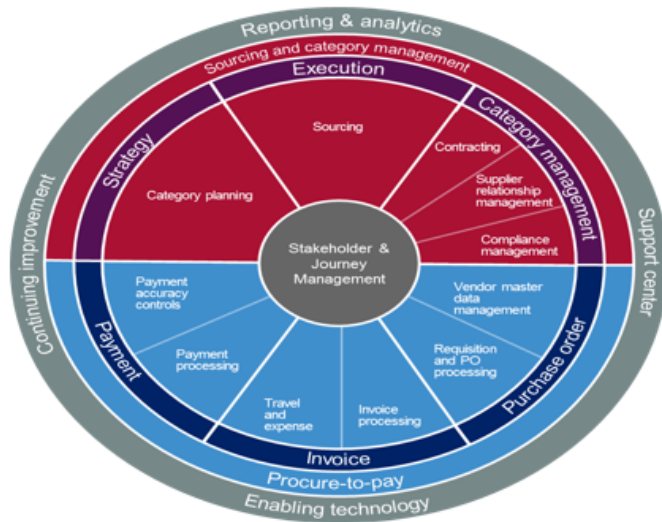 Reporting & analytics
Sourcing and category management
Execution
Strategy
Category management
Sourcing
Category planning
Contracting
Supplier
relationship
management
Compliance
management
Stakeholder &
Journey
Management
Continuing improvement
Support center
Payment
accuracy
controls
Vendor master
data
management
Payment
processing
Requisition
and PO
processing
Travel
and
expense
Invoice
processing
Payment
Purchase order
Invoice
Procure-to-pay
Enabling technology